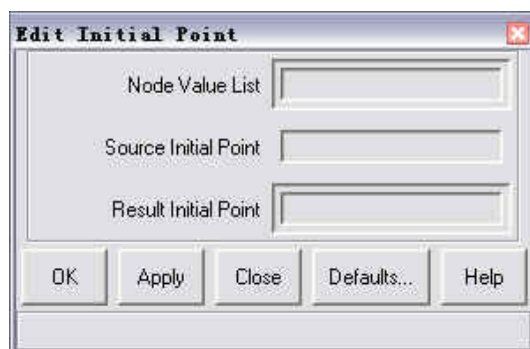 Edit Initial Point
Node Value List
Source Initial Point
Result Initial Point
OK Apply Close Defaults... Help